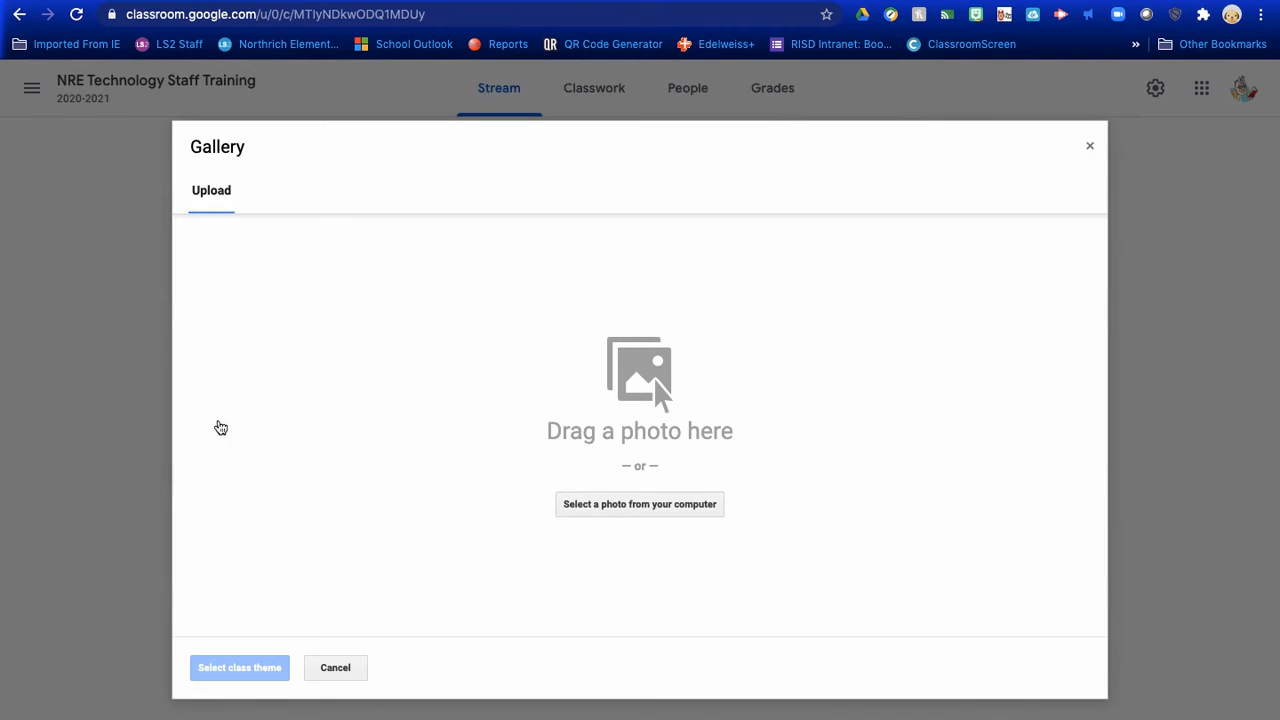 classroom.google.com/u/0/c/MTIyNDkwODQ1MDUy
Imported From IE LS2 Staff Northrich Element... School Outlook Reports QR QR Code Generator Edelweiss+ RISD Intranet: Boo... ClassroomScreen » Other Bookmarks
NRE Technology Staff Training
2020-2021
Stream Classwork People Grades
Gallery
×
Upload
Drag a photo here
— or —
Select a photo from your computer
Select class theme Cancel